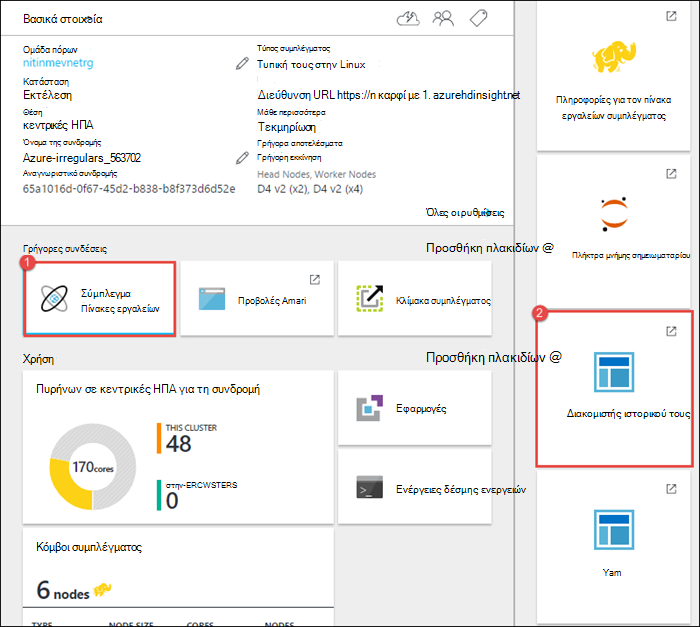 Βασικά στοιχεία
Ομάδα πόρων
nitinmevnetrg
Κατάσταση
Εκτέλεση
Θέση
κεντρικές ΗΠΑ
Όνομα της συνδρομής
Azure-irregulars_563702
Αναγνωριστικό συνδρομής
65a1016d-0f67-45d2-b838-b8f373d6d52e
Τύπος συμπλέγματος
Τυπική τους στην Linux
Διεύθυνση URL https://n καρφί με 1. azurehdinsight.net
Μάθε περισσότερα
Τεκμηρίωση
Γρήγορα αποτελέσματα
Γρήγορη εκκίνηση
Head Nodes, Worker Nodes
D4 v2 (x2), D4 v2 (x4)
Όλες οι ρυθμίσεις
Γρήγορες συνδέσεις
Προσθήκη πλακιδίων @
1
Σύμπλεγμα
Πίνακες εργαλείων
Προβολές Amari
Κλίμακα συμπλέγματος
Χρήση
Προσθήκη πλακιδίων @
Πυρήνων σε κεντρικές ΗΠΑ για τη συνδρομή
170cores
THIS CLUSTER
48
στην-ERCWSTERS
0
Εφαρμογές
Ενέργειες δέσμης ενεργειών
Κόμβοι συμπλέγματος
6 nodes
TYPE NODE SIZE CORES NODES
Πληροφορίες για τον πίνακα
εργαλείων συμπλέγματος
Πλήκτρα μνήμης σημειωματαρίου
2
Διακομιστής ιστορικού τους
Yam